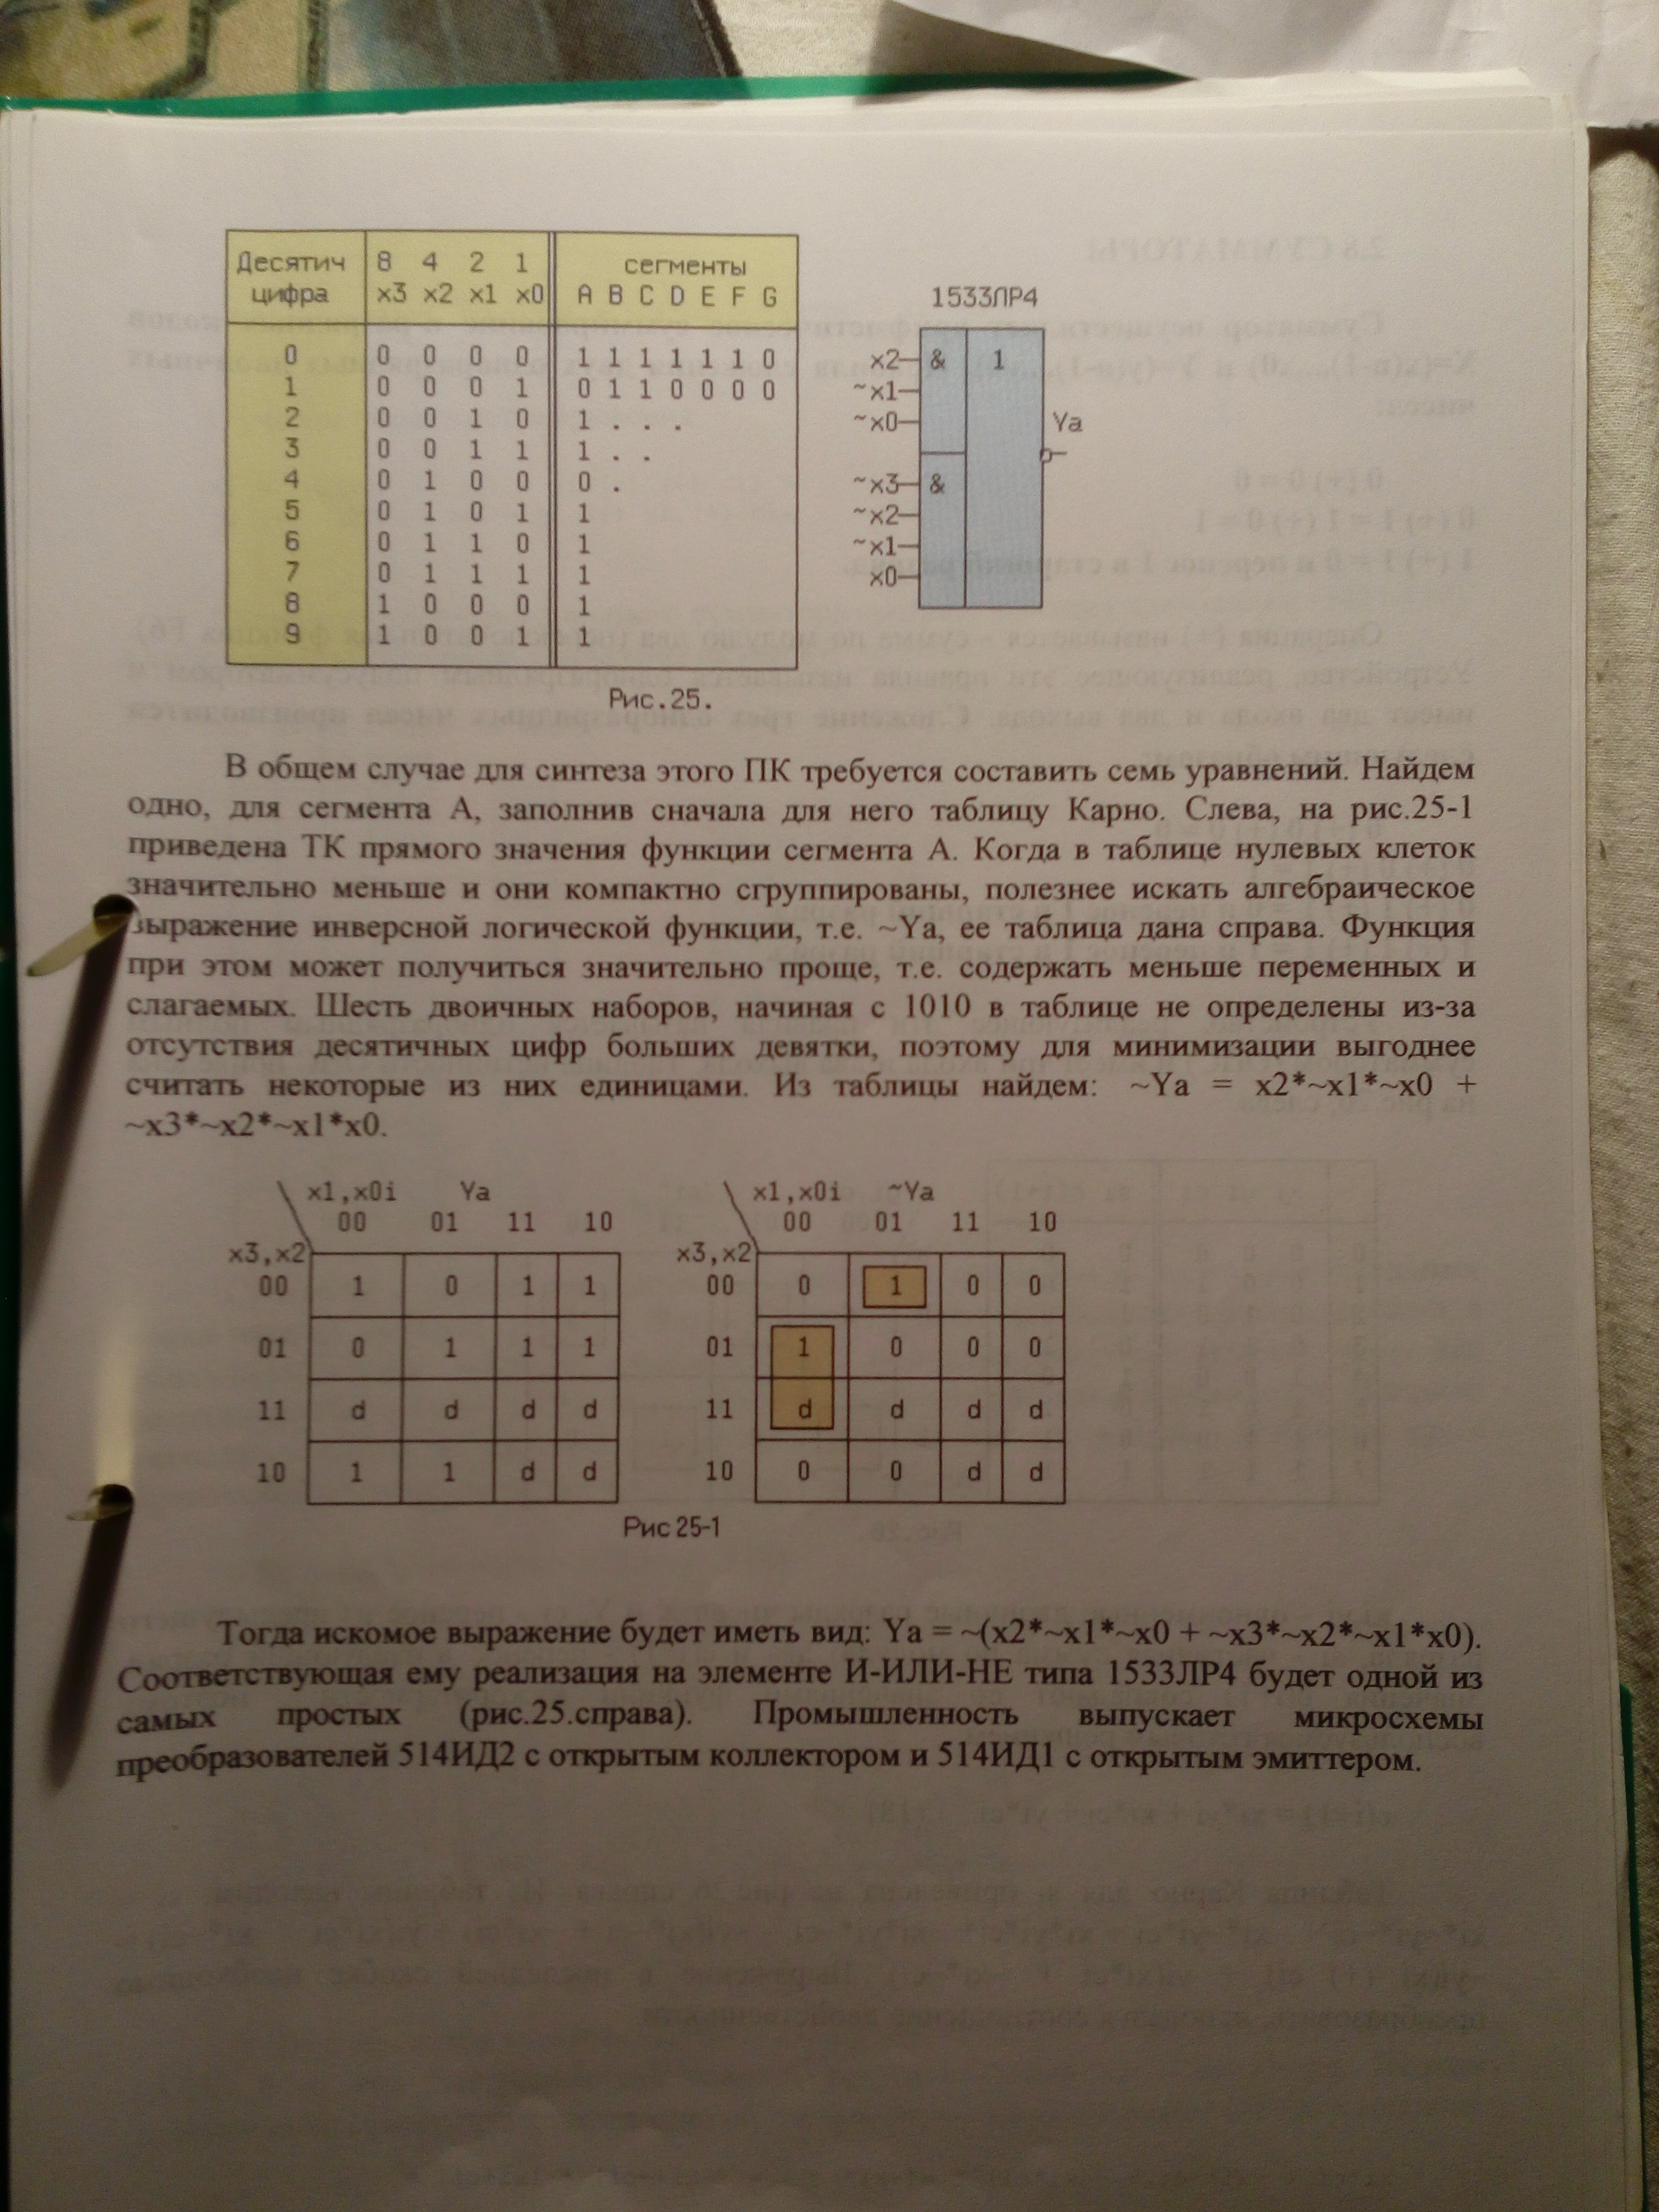 Десятич 8 4 2 1 сегменты
цифра x3 x2 x1 x0 A B C D E F G
0 0 0 0 0 1 1 1 1 1 1 0
1 0 0 0 1 0 1 1 0 0 0 0
2 0 0 1 0 1 . . .
3 0 0 1 1 1 . .
4 0 1 0 0 0 .
5 0 1 0 1 1
6 0 1 1 0 1
7 0 1 1 1 1
8 1 0 0 0 1
9 1 0 0 1 1
1533ЛР4
x2 & 1
~x1
~x0 Ya
~x3 &
~x2
~x1
x0
Рис.25.
В общем случае для синтеза этого ПК требуется составить семь уравнений. Найдем
одно, для сегмента А, заполнив сначала для него таблицу Карно. Слева, на рис.25-1
приведена ТК прямого значения функции сегмента А. Когда в таблице нулевых клеток
значительно меньше и они компактно сгруппированы, полезнее искать алгебраическое
выражение инверсной логической функции, т.е. ~Ya, ее таблица дана справа. Функция
при этом может получиться значительно проще, т.е. содержать меньше переменных и
слагаемых. Шесть двоичных наборов, начиная с 1010 в таблице не определены из-за
отсутствия десятичных цифр больших девятки, поэтому для минимизации выгоднее
считать некоторые из них единицами. Из таблицы найдем: ~Ya = x2*~x1*~x0 +
~x3*~x2*~x1*x0.
x1,x0i Ya
00 01 11 10
x3,x2
00 1 0 1 1
01 0 1 1 1
11 d d d d
10 1 1 d d
x1,x0i ~Ya
00 01 11 10
x3,x2
00 0 1 0 0
01 1 0 0 0
11 d d d d
10 0 0 d d
Рис 25-1
Тогда искомое выражение будет иметь вид: Ya = ~(x2*~x1*~x0 + ~x3*~x2*~x1*x0).
Соответствующая ему реализация на элементе И-ИЛИ-НЕ типа 1533ЛР4 будет одной из
самых простых (рис.25.справа). Промышленность выпускает микросхемы
преобразователей 514ИД2 с открытым коллектором и 514ИД1 с открытым эмиттером.